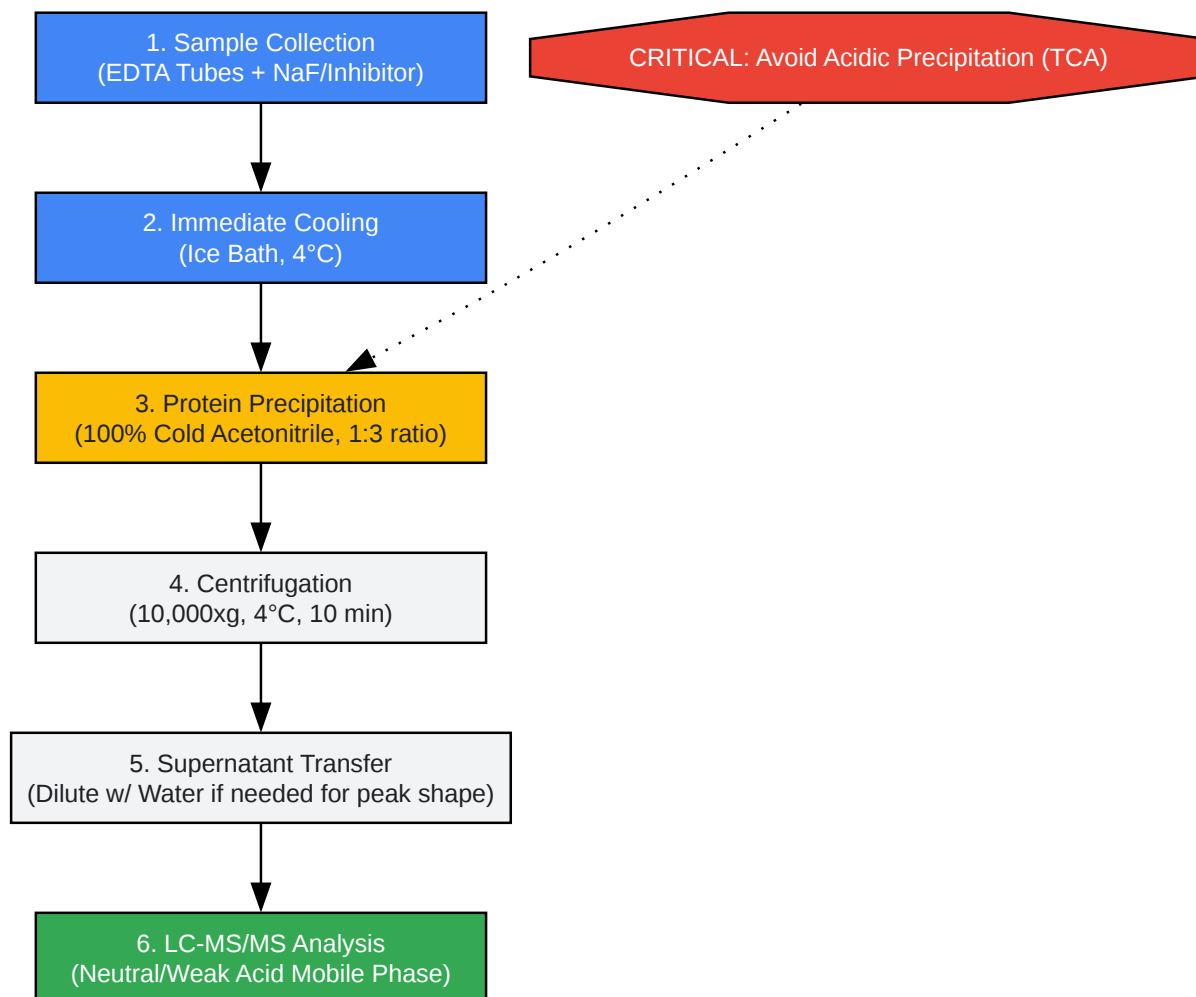 1. Sample Collection
(EDTA Tubes + NaF/Inhibitor)
CRITICAL: Avoid Acidic Precipitation (TCA)
2. Immediate Cooling
(Ice Bath, 4°C)
3. Protein Precipitation
(100% Cold Acetonitrile, 1:3 ratio)
4. Centrifugation
(10,000xg, 4°C, 10 min)
5. Supernatant Transfer
(Dilute w/ Water if needed for peak shape)
6. LC-MS/MS Analysis
(Neutral/Weak Acid Mobile Phase)